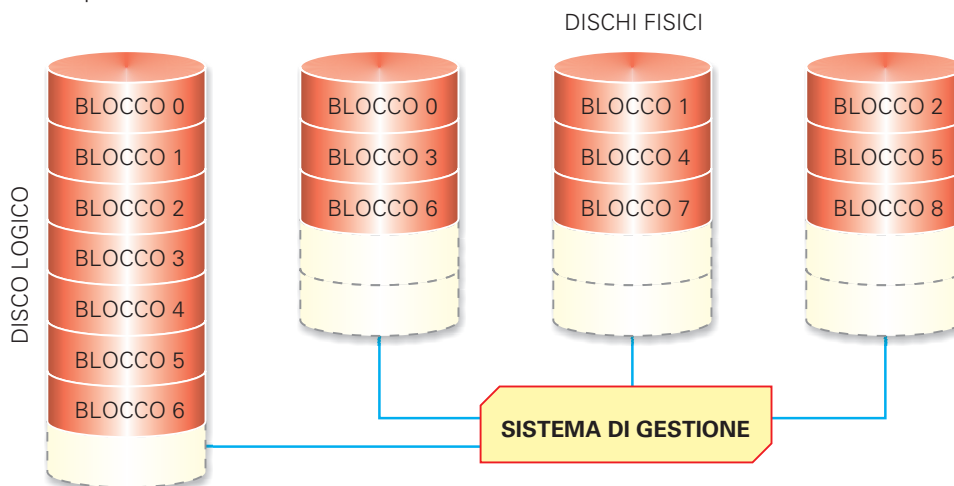 DISCHI FISICI
DISCO LOGICO
BLOCCO 0
BLOCCO 1
BLOCCO 2
BLOCCO 3
BLOCCO 4
BLOCCO 5
BLOCCO 6
BLOCCO 0
BLOCCO 3
BLOCCO 6
BLOCCO 1
BLOCCO 4
BLOCCO 7
BLOCCO 2
BLOCCO 5
BLOCCO 8
SISTEMA DI GESTIONE